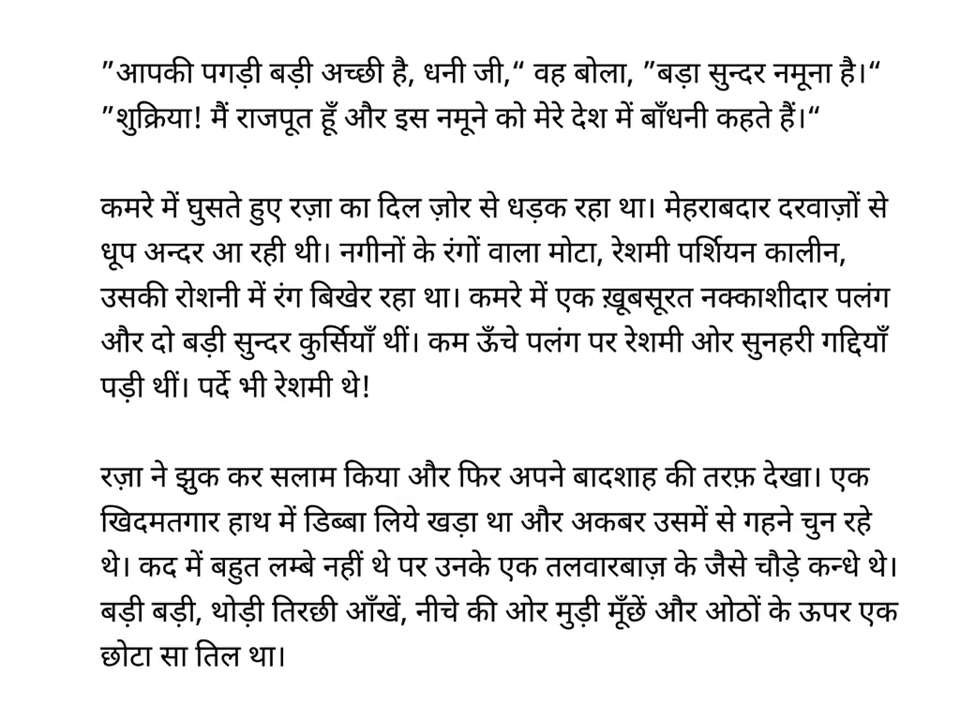 ”आपकी पगड़ी बड़ी अच्छी है, धनी जी,“ वह बोला, ”बड़ा सुन्दर नमूना है।“
”शुक्रिया! मैं राजपूत हूँ और इस नमूने को मेरे देश में बाँधनी कहते हैं।“
कमरे में घुसते हुए रज़ा का दिल ज़ोर से धड़क रहा था। मेहराबदार दरवाज़ों से
धूप अन्दर आ रही थी। नगीनों के रंगों वाला मोटा, रेशमी पर्शियन कालीन,
उसकी रोशनी में रंग बिखेर रहा था। कमरे में एक ख़ूबसूरत नक्काशीदार पलंग
और दो बड़ी सुन्दर कुर्सियाँ थीं। कम ऊँचे पलंग पर रेशमी ओर सुनहरी गद्दियाँ
पड़ी थीं। पर्दे भी रेशमी थे!
रज़ा ने झुक कर सलाम किया और फिर अपने बादशाह की तरफ़ देखा। एक
खिदमतगार हाथ में डिब्बा लिये खड़ा था और अकबर उसमें से गहने चुन रहे
थे। कद में बहुत लम्बे नहीं थे पर उनके एक तलवारबाज़ के जैसे चौड़े कन्धे थे।
बड़ी बड़ी, थोड़ी तिरछी आँखें, नीचे की ओर मुड़ी मूँछें और ओठों के ऊपर एक
छोटा सा तिल था।